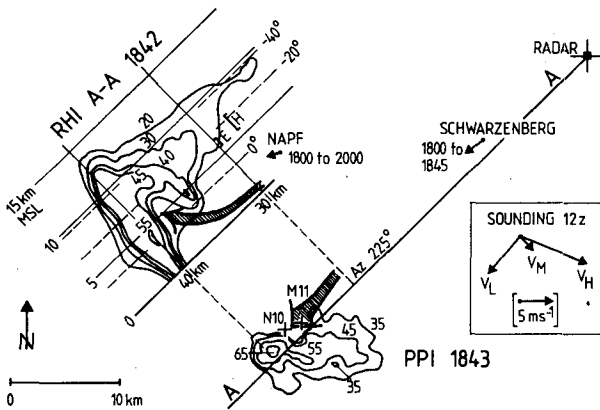 RHI A-A 1842
-40°
-20°
0°
20
30
40
45
55
E
H
NAPF
1800 to 2000
15 km
MSL
10
5
0
40 km
30 km
RADAR
A
SCHWARZENBERG
1800 to
1845
Az 225°
SOUNDING 12z
V_L
V_M
V_H
[5 ms⁻¹]
M11
N10
35
45
35
55
65
35
PPI 1843
A
N
0
10 km